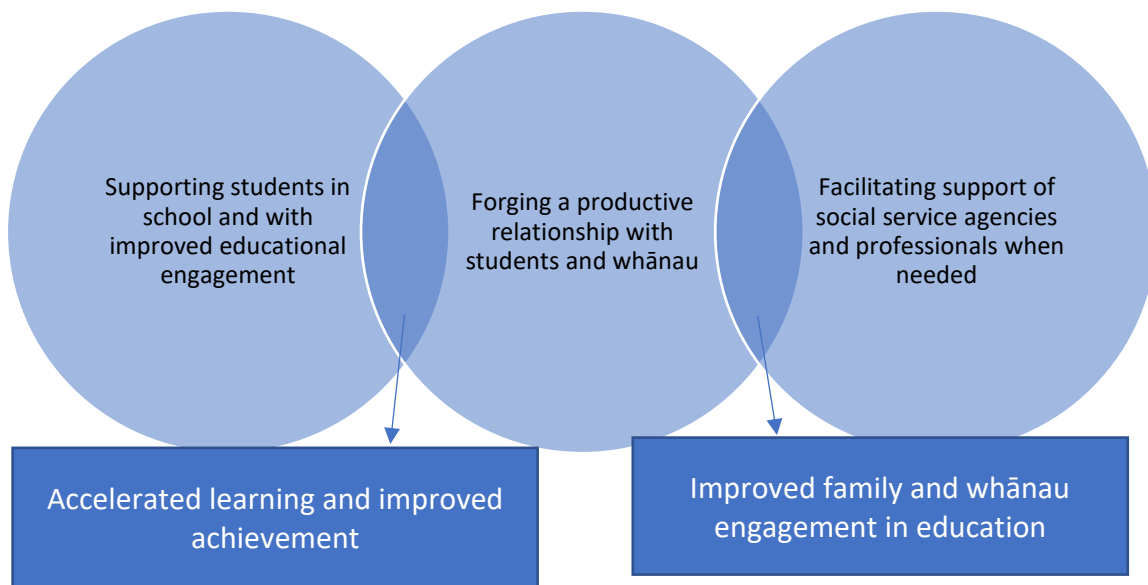 Supporting students in
school and with
improved educational
engagement
Forging a productive
relationship with
students and whānau
Facilitating support of
social service agencies
and professionals when
needed
Accelerated learning and improved
achievement
Improved family and whānau
engagement in education